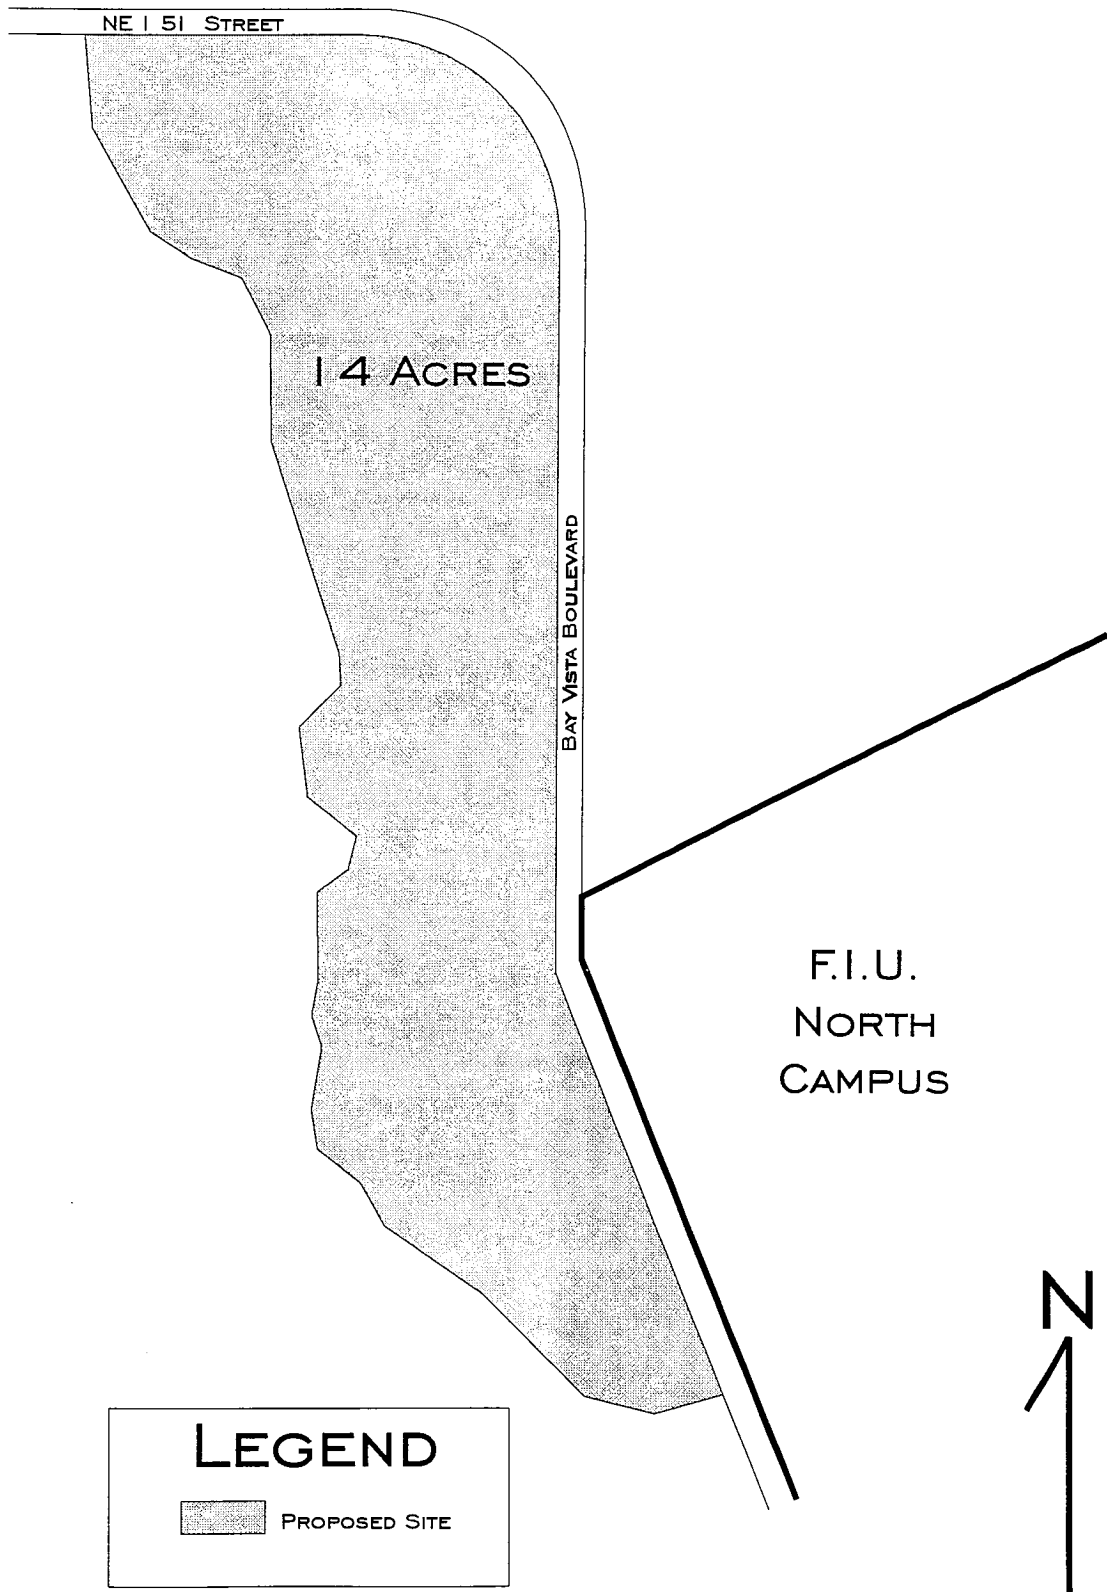 NE 151 STREET
14 ACRES
BAY VISTA BOULEVARD
F.I.U.
NORTH
CAMPUS
N
LEGEND
PROPOSED SITE